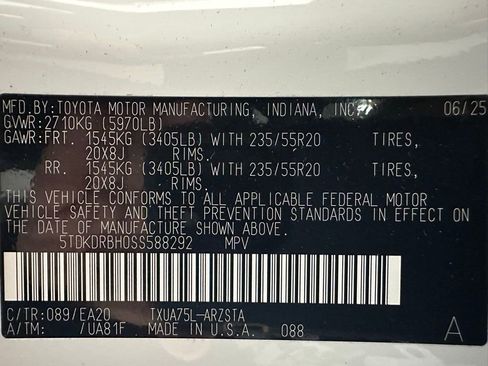 MFD.BY:TOYOTA MOTOR MANUFACTURING, INDIANA, INC. 06/25
GVWR:2710KG (5970LB)
GAWR:FRT. 1545KG (3405LB) WITH 235/55R20 TIRES,
20X8J RIMS.
RR. 1545KG (3405LB) WITH 235/55R20 TIRES,
20X8J RIMS.
THIS VEHICLE CONFORMS TO ALL APPLICABLE FEDERAL MOTOR
VEHICLE SAFETY AND THEFT PREVENTION STANDARDS IN EFFECT ON
THE DATE OF MANUFACTURE SHOWN ABOVE.
5TDKDRBH0SS588292 MPV
C/TR:089/EA20 TXUA75L-ARZSTA
A/TM: /UA81F MADE IN U.S.A. 088 A